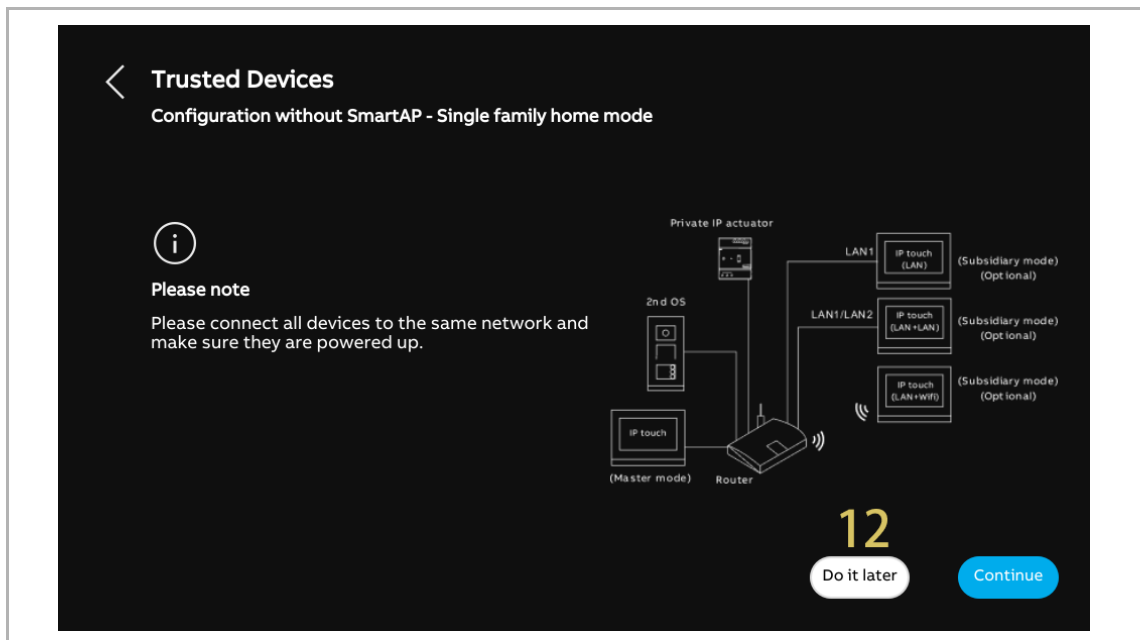 Trusted Devices
Configuration without SmartAP - Single family home mode
Please note
Please connect all devices to the same network and
make sure they are powered up.
Private IP actuator
2nd OS
IP touch
(Master mode)
Router
LAN1
IP touch
(LAN)
(Subsidiary mode)
(Optional)
LAN1/LAN2
IP touch
(LAN+LAN)
(Subsidiary mode)
(Optional)
IP touch
(LAN+Wifi)
(Subsidiary mode)
(Optional)
12
Do it later
Continue